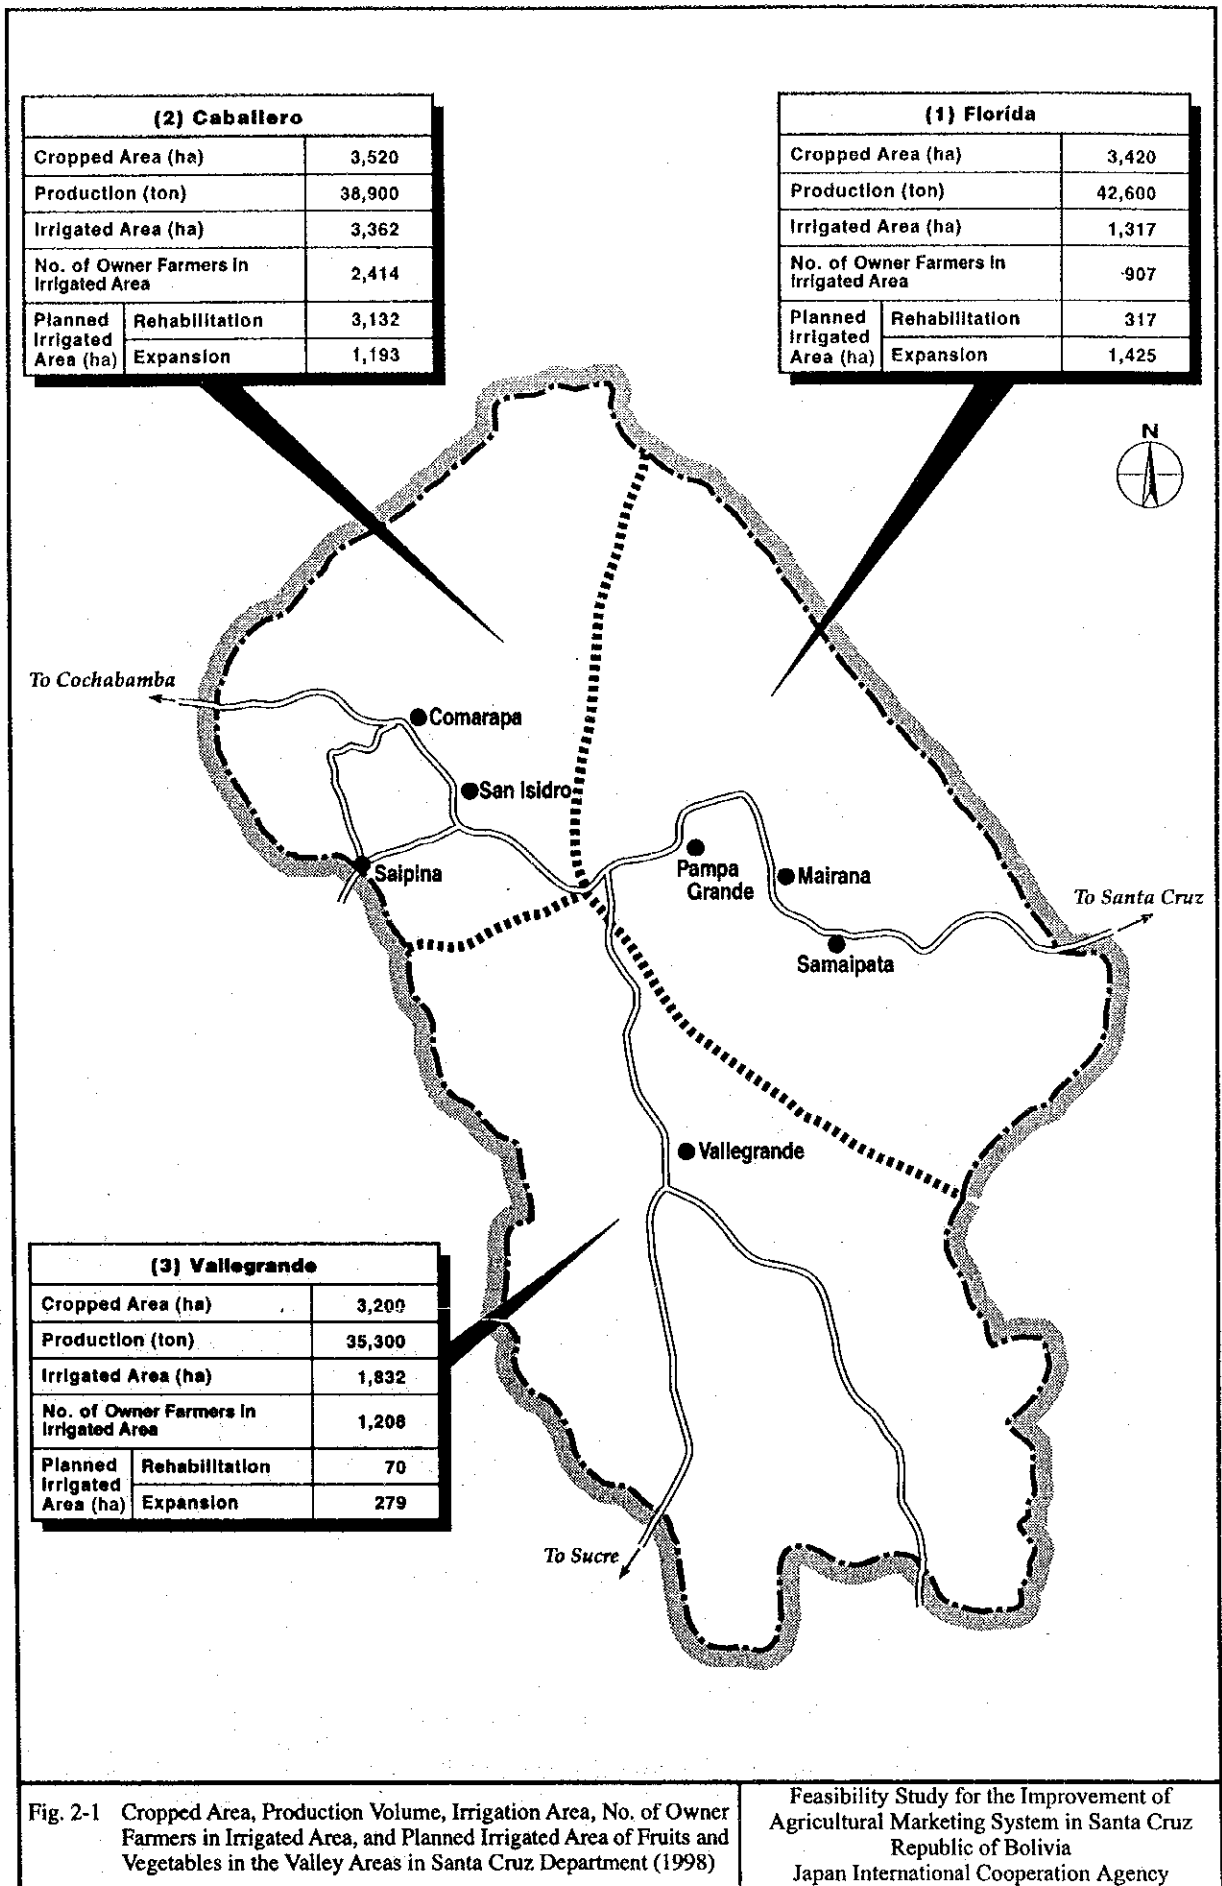 (2) Caballero
Cropped Area (ha) 3,520
Production (ton) 38,900
Irrigated Area (ha) 3,362
No. of Owner Farmers in
Irrigated Area 2,414
Planned
Irrigated
Area (ha)
Rehabilitation 3,132
Expansion 1,193
(1) Florida
Cropped Area (ha) 3,420
Production (ton) 42,600
Irrigated Area (ha) 1,317
No. of Owner Farmers in
Irrigated Area 907
Planned
Irrigated
Area (ha)
Rehabilitation 317
Expansion 1,425
N
To Cochabamba
Comarapa
San Isidro
Saipina
Pampa
Grande
Mairana
To Santa Cruz
Samaipata
Vallegrande
(3) Vallegrande
Cropped Area (ha) 3,200
Production (ton) 35,300
Irrigated Area (ha) 1,832
No. of Owner Farmers in
Irrigated Area 1,208
Planned
Irrigated
Area (ha)
Rehabilitation 70
Expansion 279
To Sucre
Fig. 2-1 Cropped Area, Production Volume, Irrigation Area, No. of Owner
Farmers in Irrigated Area, and Planned Irrigated Area of Fruits and
Vegetables in the Valley Areas in Santa Cruz Department (1998)
Feasibility Study for the Improvement of
Agricultural Marketing System in Santa Cruz
Republic of Bolivia
Japan International Cooperation Agency